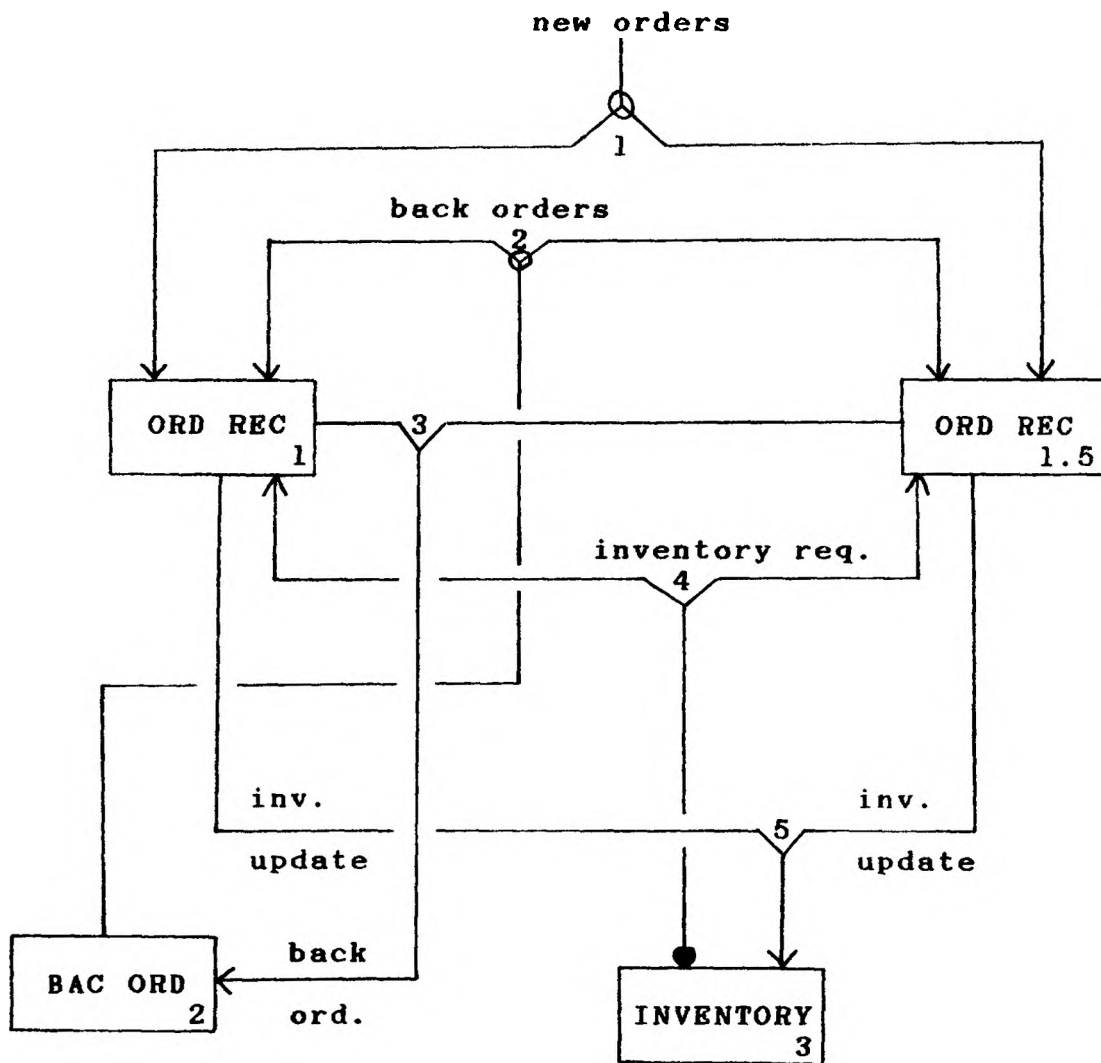 new orders
1
back orders
2
ORD REC
1
3
ORD REC
1.5
inventory req.
4
inv.
update
5
inv.
update
back
ord.
BAC ORD
2
INVENTORY
3